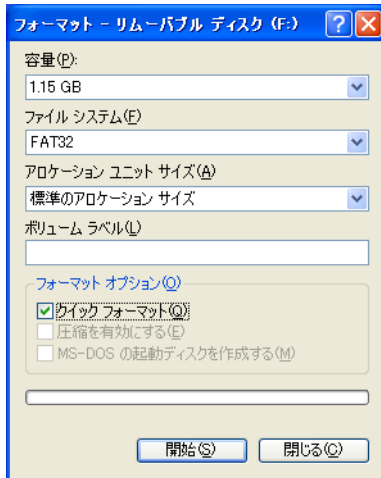 フォーマット - リムーバブル ディスク (F:)
容量(P):
1.15 GB
ファイル システム(F)
FAT32
アロケーション ユニット サイズ(A)
標準のアロケーション サイズ
ボリューム ラベル(L)
フォーマット オプション(O)
クイック フォーマット(Q)
圧縮を有効にする(E)
MS-DOS の起動ディスクを作成する(M)
開始(S) 閉じる(C)